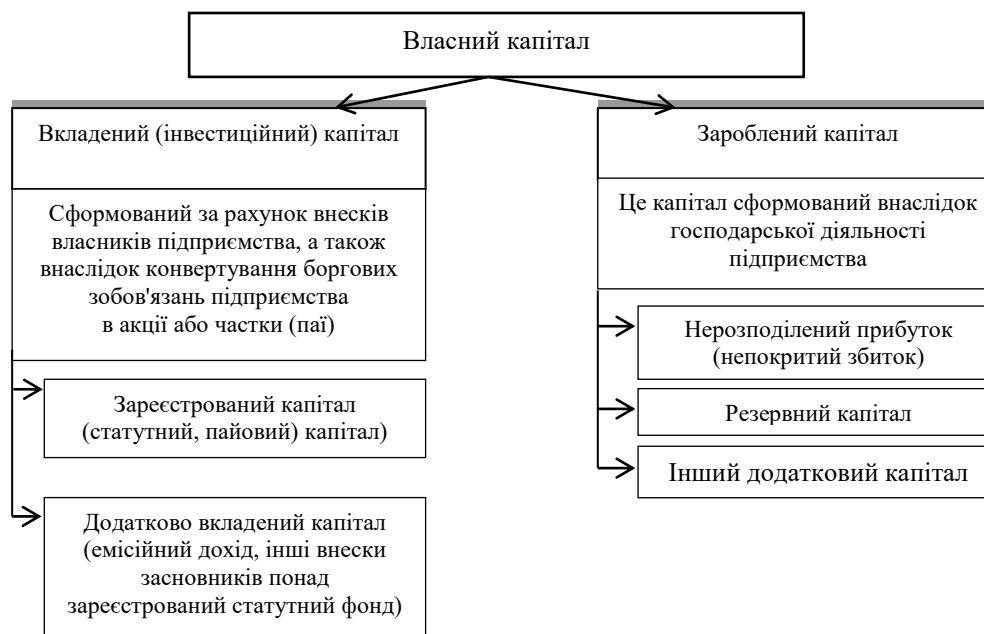 Власний капітал
Вкладений (інвестиційний) капітал
Сформований за рахунок внесків
власників підприємства, а також
внаслідок конвертування боргових
зобов'язань підприємства
в акції або частки (паї)
Зареєстрований капітал
(статутний, пайовий) капітал)
Додатково вкладений капітал
(емісійний дохід, інші внески
засновників понад
зареєстрований статутний фонд)
Зароблений капітал
Це капітал сформований внаслідок
господарської діяльності
підприємства
Нерозподілений прибуток
(непокритий збиток)
Резервний капітал
Інший додатковий капітал